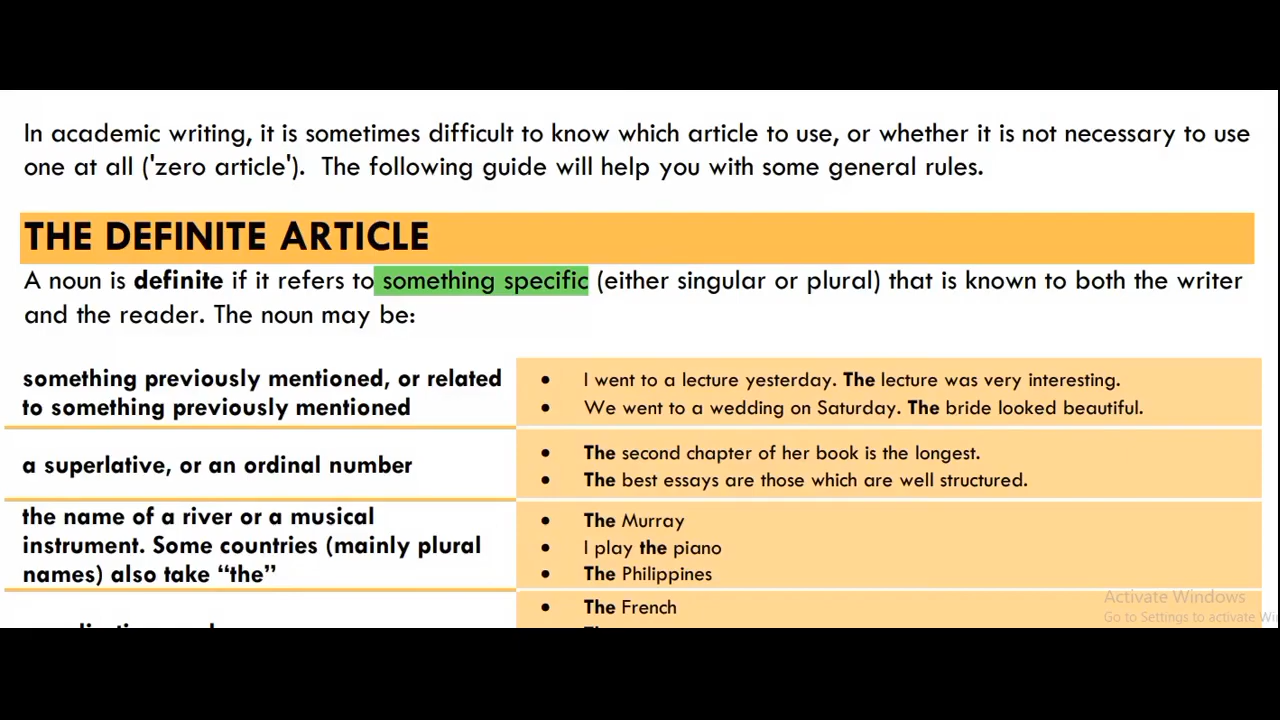 In academic writing, it is sometimes difficult to know which article to use, or whether it is not necessary to use
one at all ('zero article').  The following guide will help you with some general rules.
THE DEFINITE ARTICLE
A noun is definite if it refers to something specific (either singular or plural) that is known to both the writer
and the reader. The noun may be:
something previously mentioned, or related
to something previously mentioned
• I went to a lecture yesterday. The lecture was very interesting.
• We went to a wedding on Saturday. The bride looked beautiful.
a superlative, or an ordinal number
• The second chapter of her book is the longest.
• The best essays are those which are well structured.
the name of a river or a musical
instrument. Some countries (mainly plural
names) also take “the”
• The Murray
• I play the piano
• The Philippines
• The French
Activate Windows
Go to Settings to activate